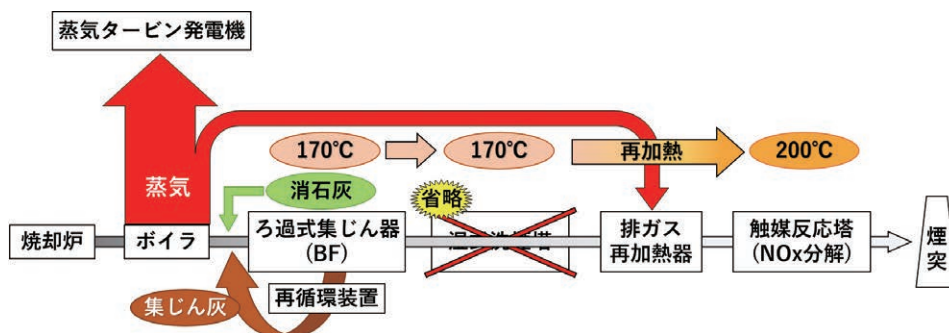 蒸気タービン発電機
170℃
170℃
再加熱
200℃
蒸気
消石灰
省略
焼却炉
ボイラ
ろ過式集じん器
(BF)
排ガス
再加熱器
触媒反応塔
(NOx分解)
煙突
集じん灰
再循環装置